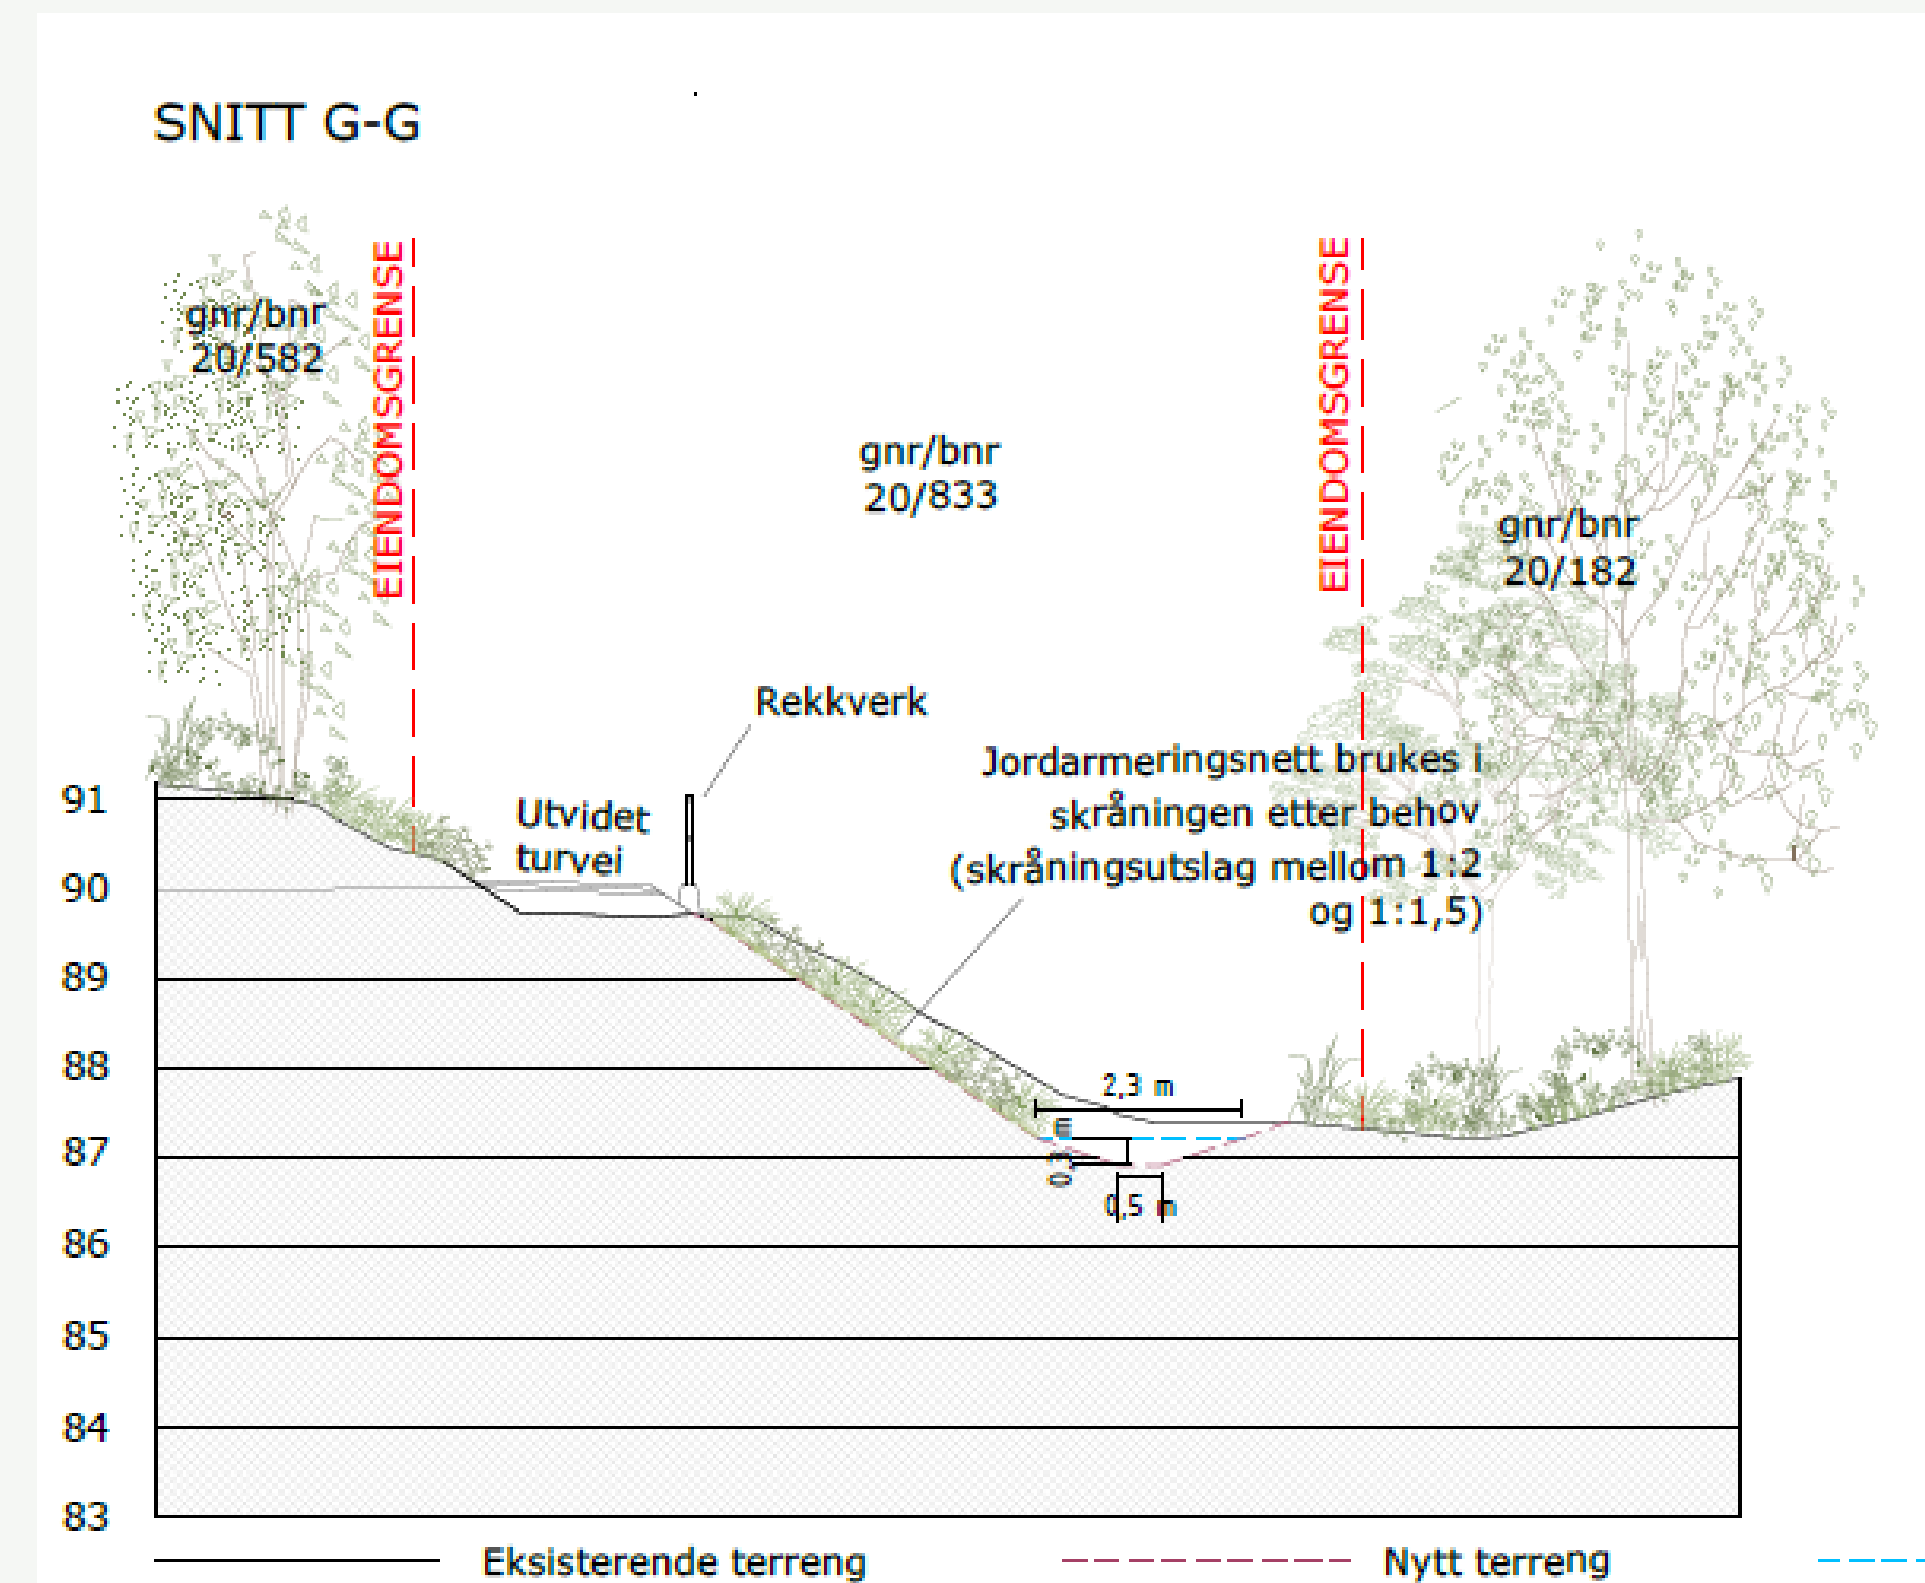 SNITT G-G
gnr/bnr
20/582
EIENDOMSGRENSE
gnr/bnr
20/833
EIENDOMSGRENSE
gnr/bnr
20/182
Rekkverk
Jordarmeringsnett brukes i
skråningen etter behov
(skråningsutslag mellom 1:2
og 1:1,5)
Utvidet
turvei
91
90
89
88
87
86
85
84
83
2,3 m
0,3 m
0,5 m
Eksisterende terreng
Nytt terreng